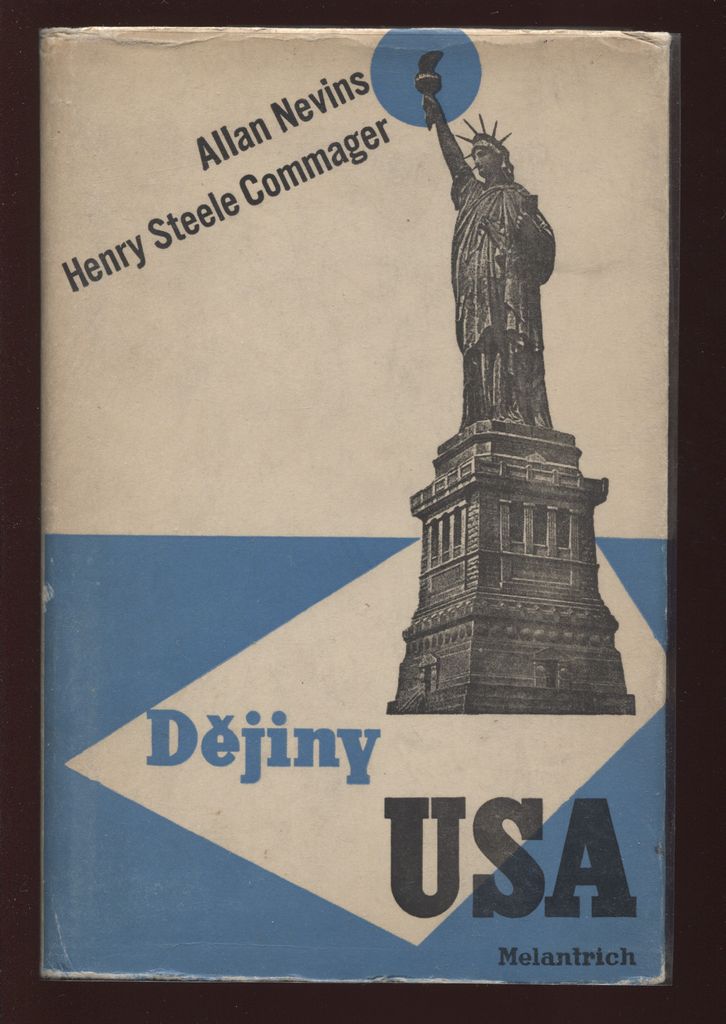 Allan Nevins
Henry Steele Commager
Dějiny
USA
Melantrich